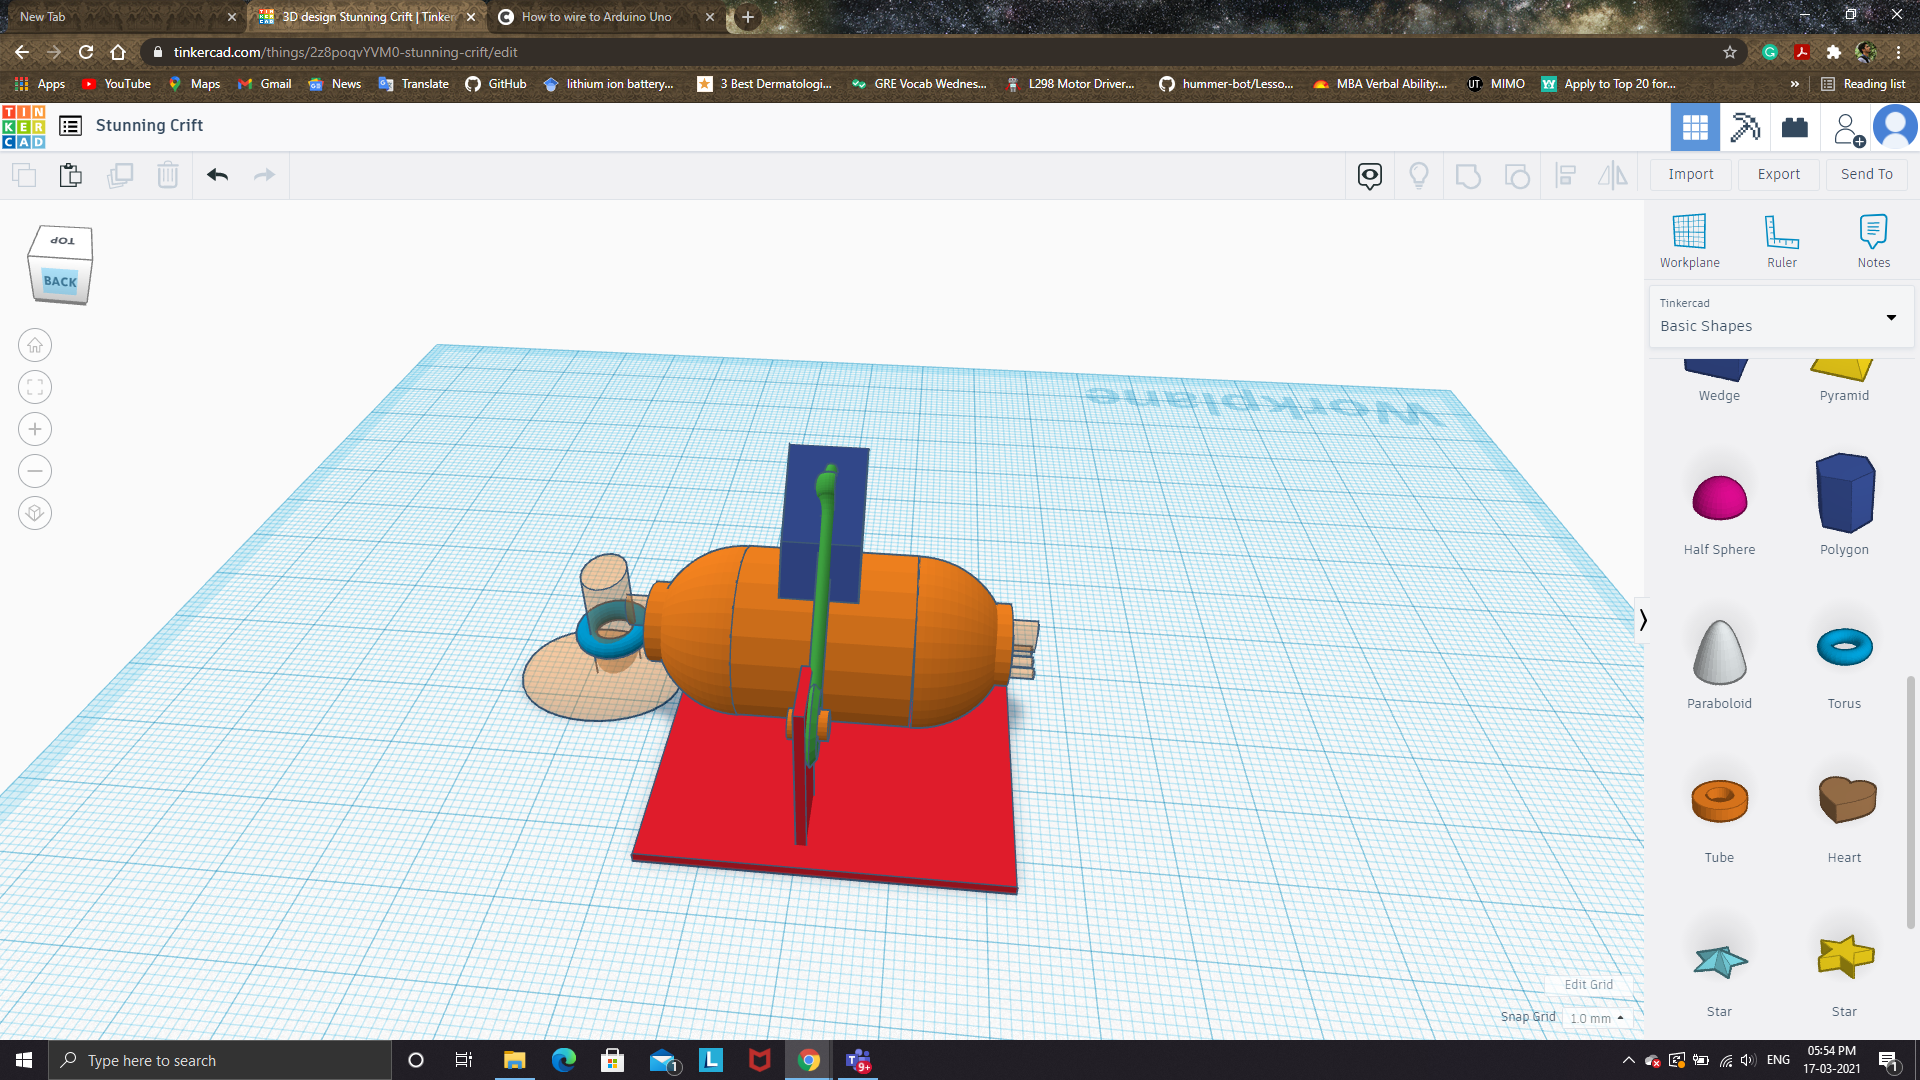 New Tab
3D design Stunning Crift | Tinker
How to wire to Arduino Uno
tinkercad.com/things/2z8poqvYVM0-stunning-crift/edit
Apps
YouTube
Maps
Gmail
News
Translate
GitHub
lithium ion battery...
3 Best Dermatologi...
GRE Vocab Wednes...
L298 Motor Driver...
hummer-bot/Lesso...
MBA Verbal Ability:...
UT.
MIMO
Apply to Top 20 for...
»
Reading list
TIN
KER
CAD
Stunning Crift
Import
Export
Send To
TOP
BACK
Workplane
Workplane
Ruler
Notes
Tinkercad
Basic Shapes
Wedge
Pyramid
Half Sphere
Polygon
Paraboloid
Torus
Tube
Heart
Star
Star
Edit Grid
Snap Grid
1.0 mm
Type here to search
1
L
T
9+
ENG
05:54 PM
17-03-2021
1